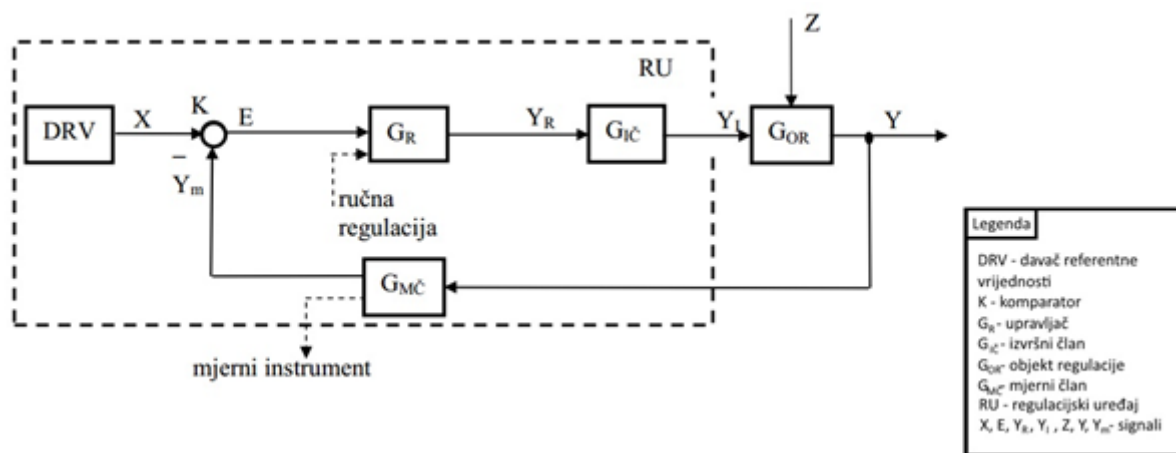 Z
RU
DRV
X
K
E
G_R
Y_R
G_IČ
Y_I
G_OR
Y
–
Y_m
ručna
regulacija
G_MČ
mjerni instrument
Legenda
DRV - davač referentne
vrijednosti
K - komparator
G_R - upravljač
G_IČ - izvršni član
G_OR - objekt regulacije
G_MČ - mjerni član
RU - regulacijski uređaj
X, E, Y_R, Y_I , Z, Y, Y_m - signali